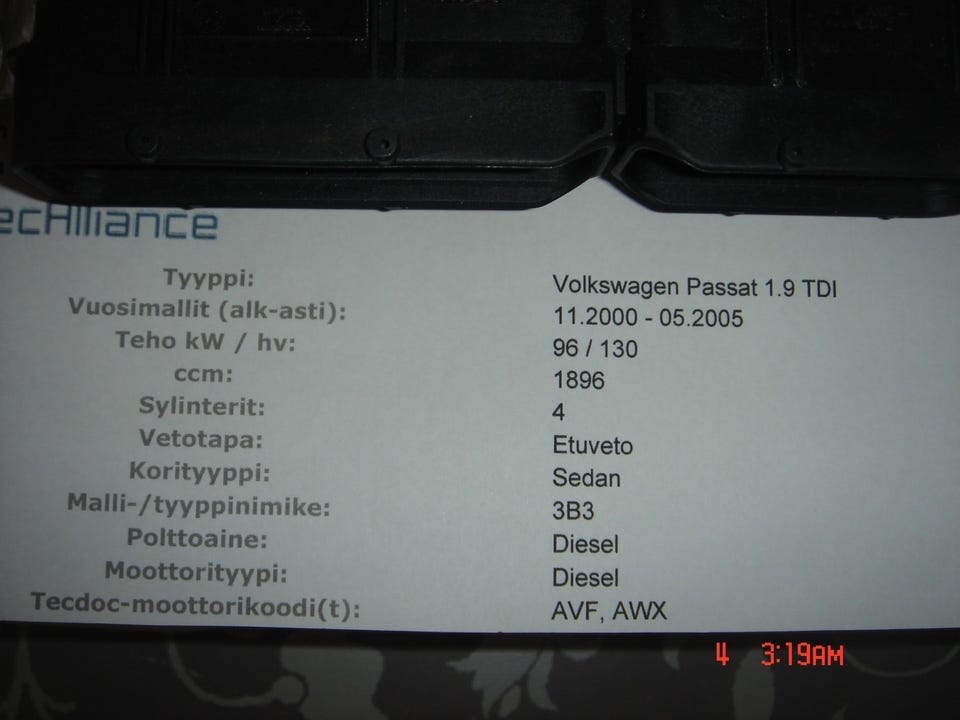 ecAlliance
Tyyppi: Volkswagen Passat 1.9 TDI
Vuosimallit (alk-asti): 11.2000 - 05.2005
Teho kW / hv: 96 / 130
ccm: 1896
Sylinterit: 4
Vetotapa: Etuveto
Korityyppi: Sedan
Malli-/tyyppinimike: 3B3
Polttoaine: Diesel
Moottorityypi: Diesel
Tecdoc-moottorikoodi(t): AVF, AWX
4 3:19AM